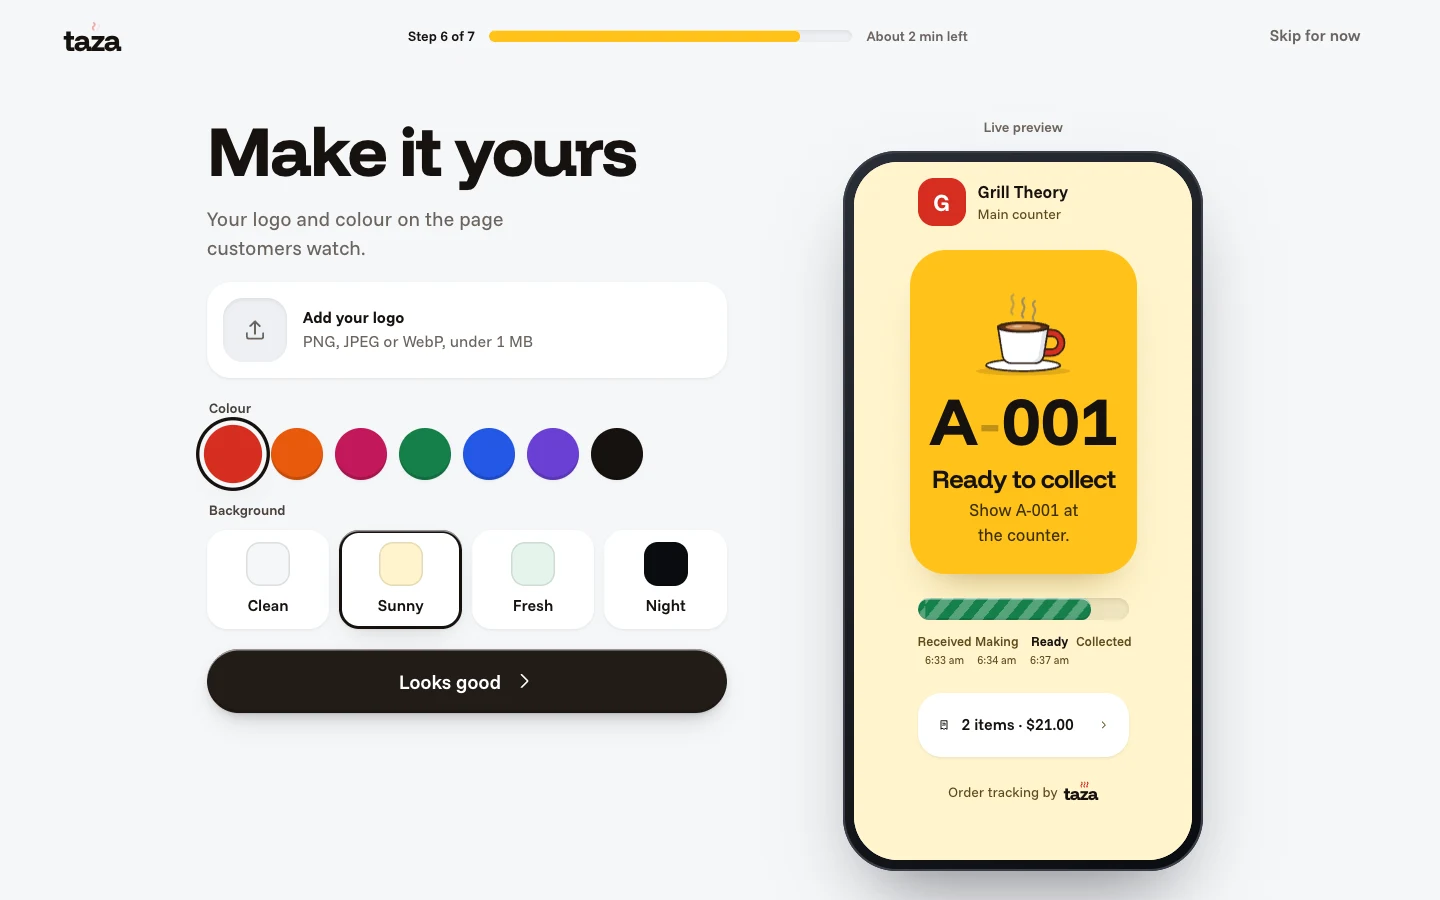 taza
Step 6 of 7
About 2 min left
Skip for now
Make it yours
Your logo and colour on the page
customers watch.
Add your logo
PNG, JPEG or WebP, under 1 MB
Colour
Background
Clean
Sunny
Fresh
Night
Looks good
Live preview
G
Grill Theory
Main counter
A-001
Ready to collect
Show A-001 at
the counter.
Received Making Ready Collected
6:33 am 6:34 am 6:37 am
2 items · $21.00
Order tracking by taza